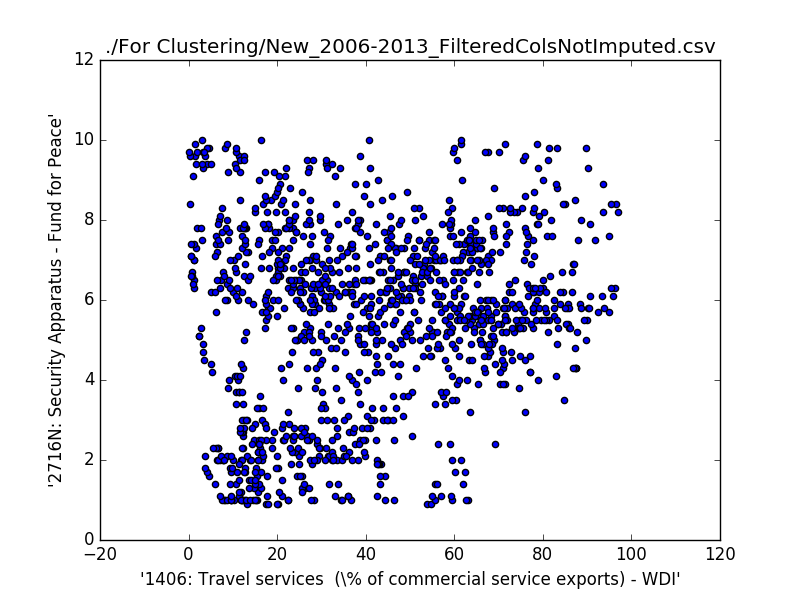 ./For Clustering/New_2006-2013_FilteredColsNotImputed.csv
'2716N: Security Apparatus - Fund for Peace'
12
10
8
6
4
2
0
−20 0 20 40 60 80 100 120
'1406: Travel services  (\% of commercial service exports) - WDI'